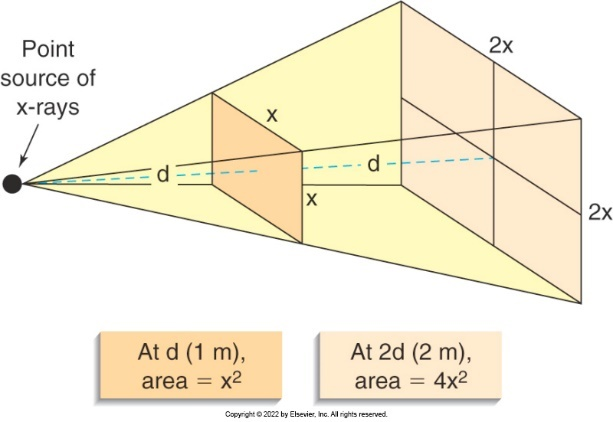 Point
source of
x-rays
2x
x
d
d
x
2x
At d (1 m),
area = x²
At 2d (2 m),
area = 4x²
Copyright © 2022 by Elsevier, Inc. All rights reserved.